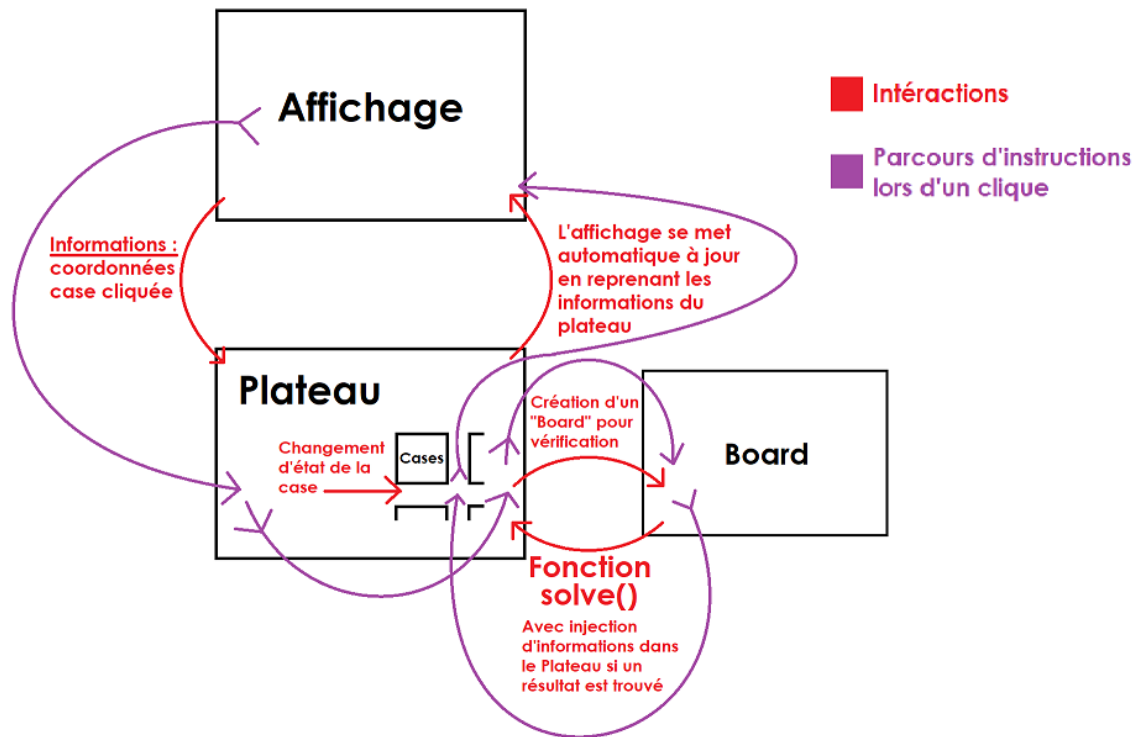 Affichage
Intéractions
Parcours d'instructions
lors d'un clique
Informations :
coordonnées
case cliquée
L'affichage se met
automatique à jour
en reprenant les
informations du
plateau
Plateau
Changement
d'état de la
case
Cases
Création d'un
"Board" pour
vérification
Board
Fonction
solve()
Avec injection
d'informations dans
le Plateau si un
résultat est trouvé